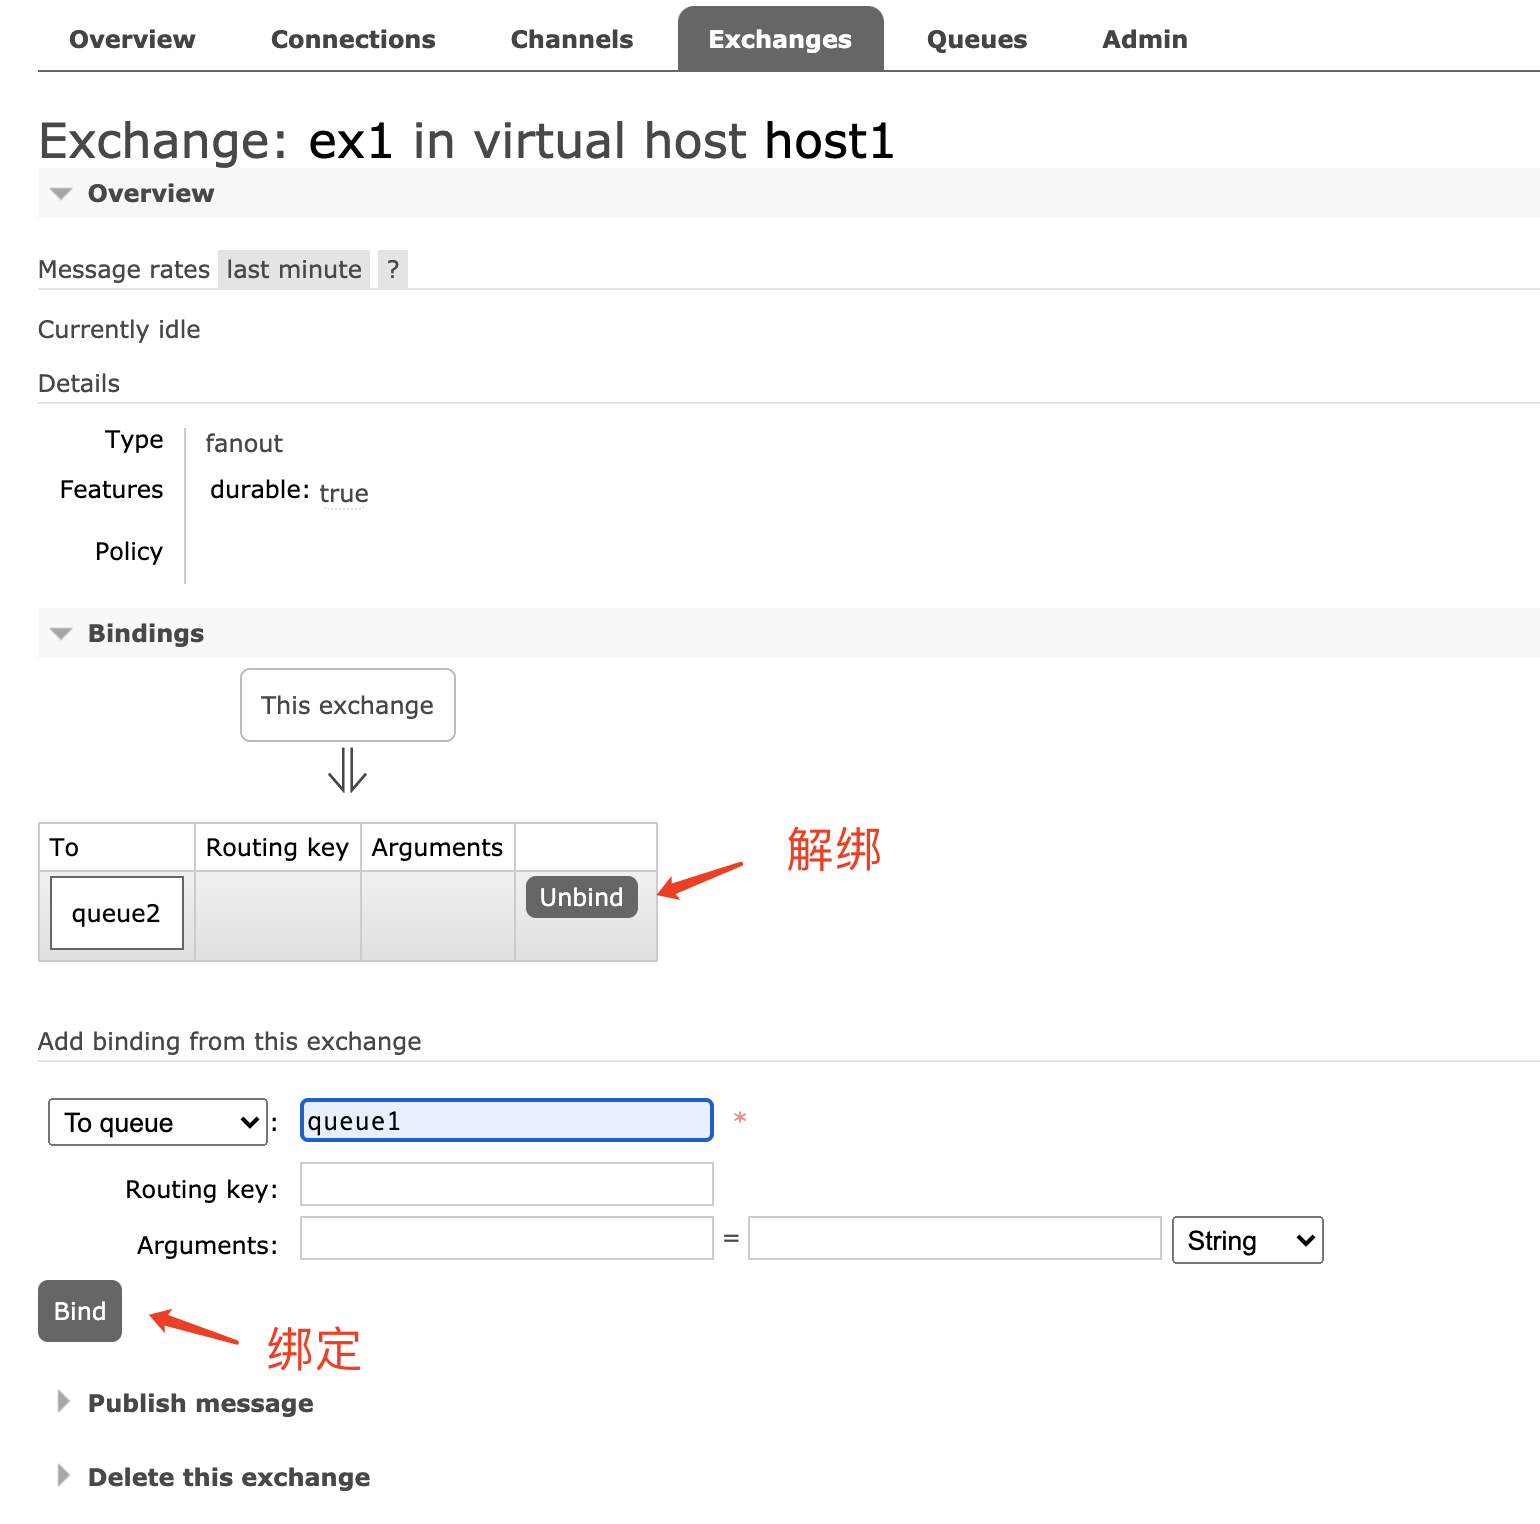 Overview Connections Channels Exchanges Queues Admin
Exchange: ex1 in virtual host host1
Overview
Message rates last minute ?
Currently idle
Details
Type fanout
Features durable: true
Policy
Bindings
This exchange
To Routing key Arguments
解绑
queue2 Unbind
Add binding from this exchange
To queue : queue1 *
Routing key:
Arguments: = String
Bind
绑定
Publish message
Delete this exchange